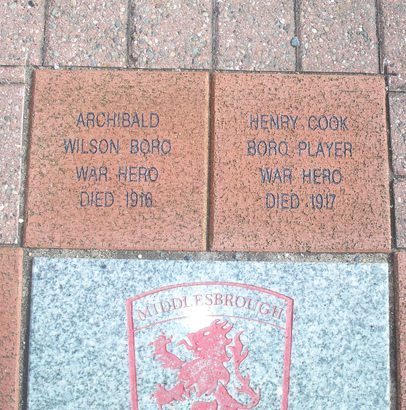 ARCHIBALD
WILSON BORO
WAR HERO
DIED 1916
HENRY COOK
BORO PLAYER
WAR HERO
DIED 1917
MIDDLESBROUGH